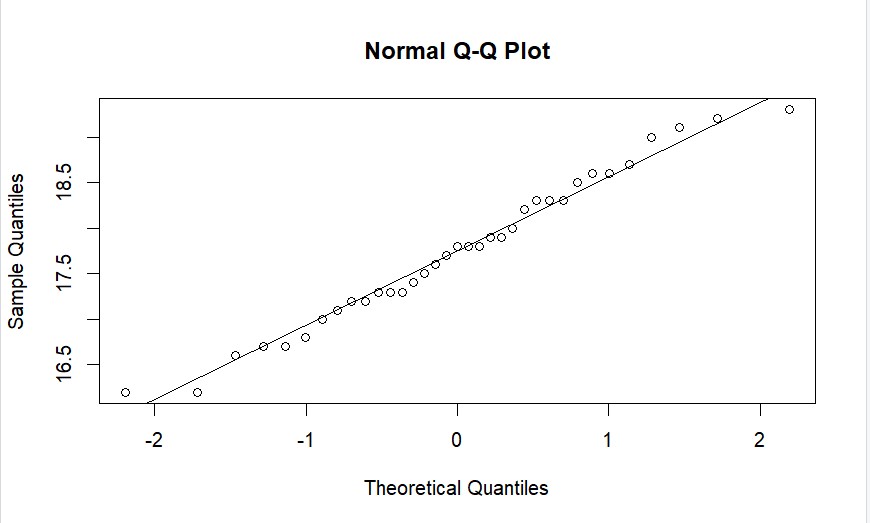 Normal Q-Q Plot
Sample Quantiles
18.5
17.5
16.5
-2 -1 0 1 2
Theoretical Quantiles